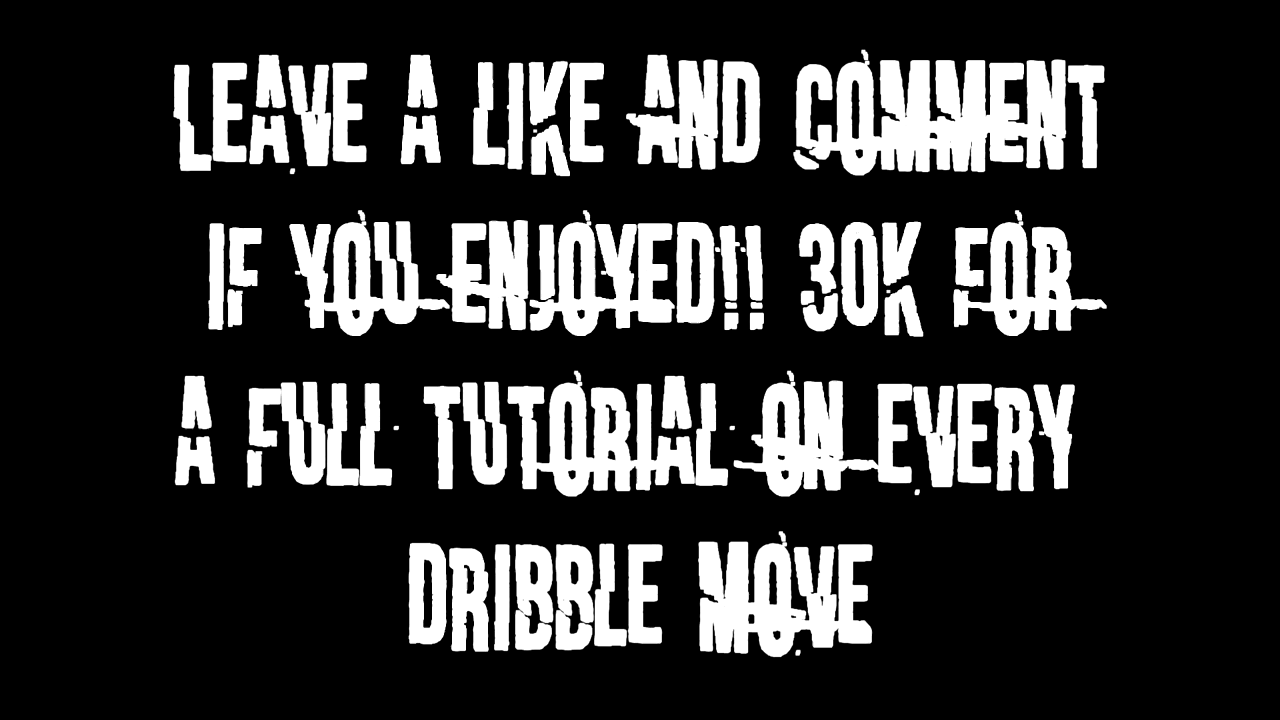 LEAVE A LIKE AND COMMENT
IF YOU ENJOYED!! 30K FOR
A FULL TUTORIAL ON EVERY
DRIBBLE MOVE